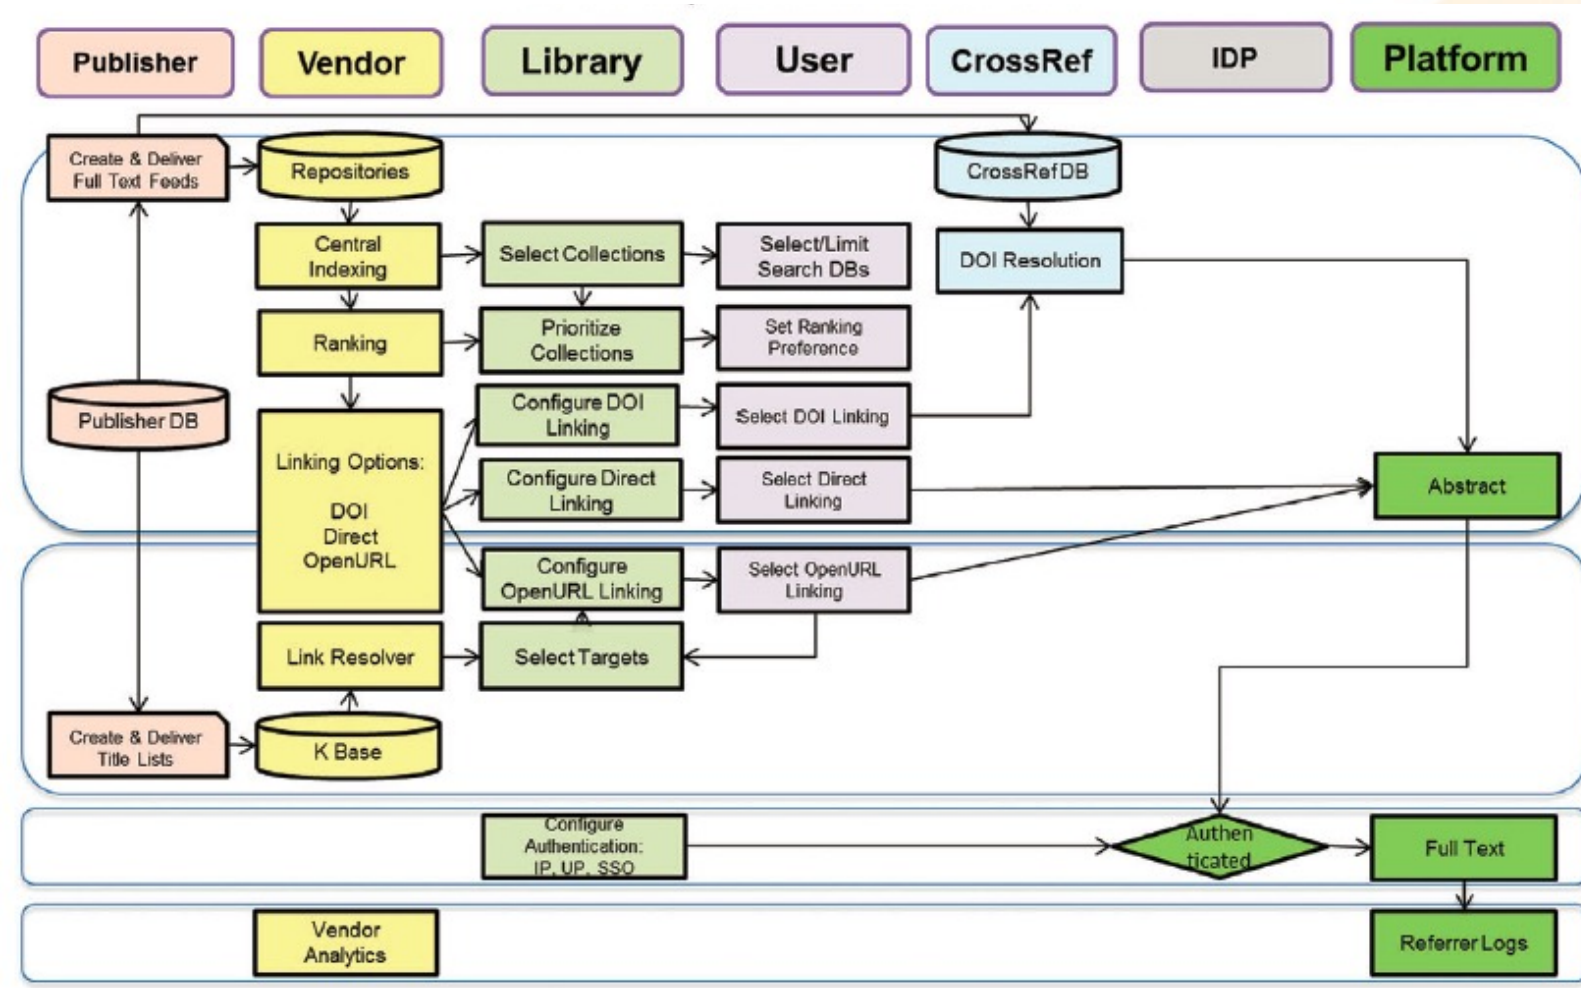 Publisher
Vendor
Library
User
CrossRef
IDP
Platform
Create & Deliver
Full Text Feeds
Repositories
CrossRefDB
Central
Indexing
Select Collections
Select/Limit
Search DBs
DOI Resolution
Ranking
Prioritize
Collections
Set Ranking
Preference
Publisher DB
Linking Options:
DOI
Direct
OpenURL
Configure DOI
Linking
Select DOI Linking
Configure Direct
Linking
Select Direct
Linking
Abstract
Configure
OpenURL Linking
Select OpenURL
Linking
Link Resolver
Select Targets
Create & Deliver
Title Lists
K Base
Configure
Authentication:
IP, UP, SSO
Authen
ticated
Full Text
Vendor
Analytics
Referrer Logs